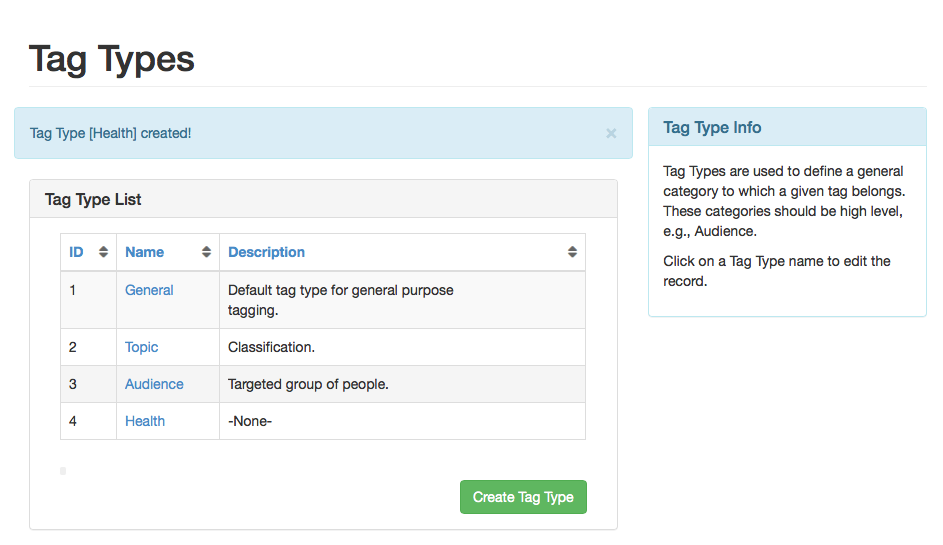 Tag Types
Tag Type [Health] created!
×
Tag Type List
ID Name Description
1 General Default tag type for general purpose
tagging.
2 Topic Classification.
3 Audience Targeted group of people.
4 Health -None-
Create Tag Type
Tag Type Info
Tag Types are used to define a general
category to which a given tag belongs.
These categories should be high level,
e.g., Audience.
Click on a Tag Type name to edit the
record.